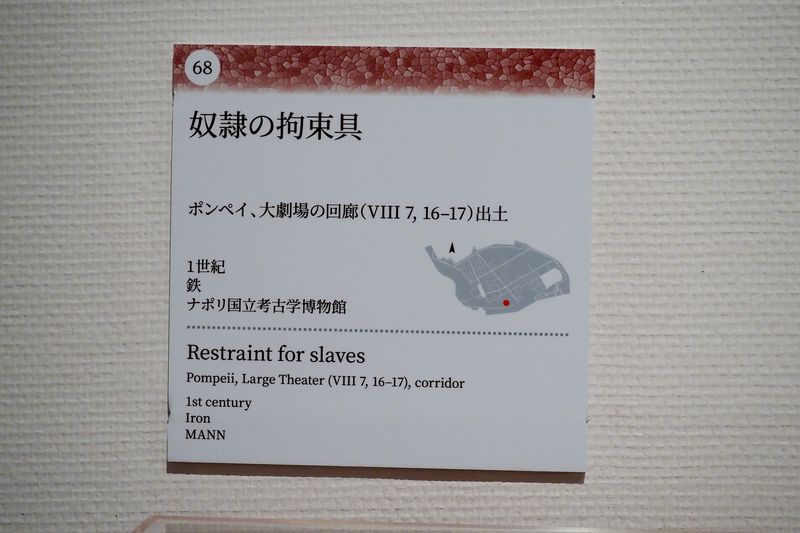 68
奴隷の拘束具
ポンペイ、大劇場の回廊(VIII 7, 16–17)出土
1世紀
鉄
ナポリ国立考古学博物館
Restraint for slaves
Pompeii, Large Theater (VIII 7, 16–17), corridor
1st century
Iron
MANN